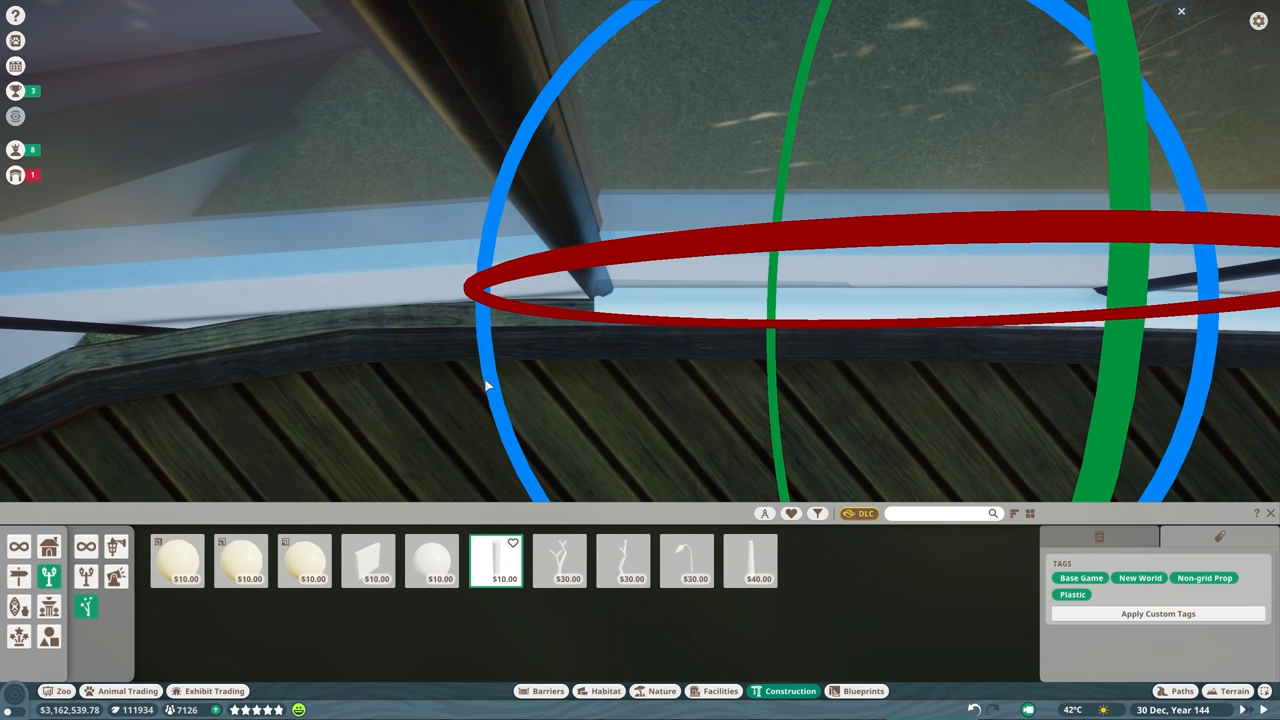 ?
3
8
1
DLC
? 
$10.00 $10.00 $10.00 $10.00 $10.00 $10.00 $30.00 $30.00 $30.00 $40.00
TAGS
Base Game New World Non-grid Prop
Plastic
Apply Custom Tags
Zoo Animal Trading Exhibit Trading Barriers Habitat Nature Facilities Construction Blueprints Paths Terrain
$3,162,539.78 111934 7126 42°C 30 Dec, Year 144